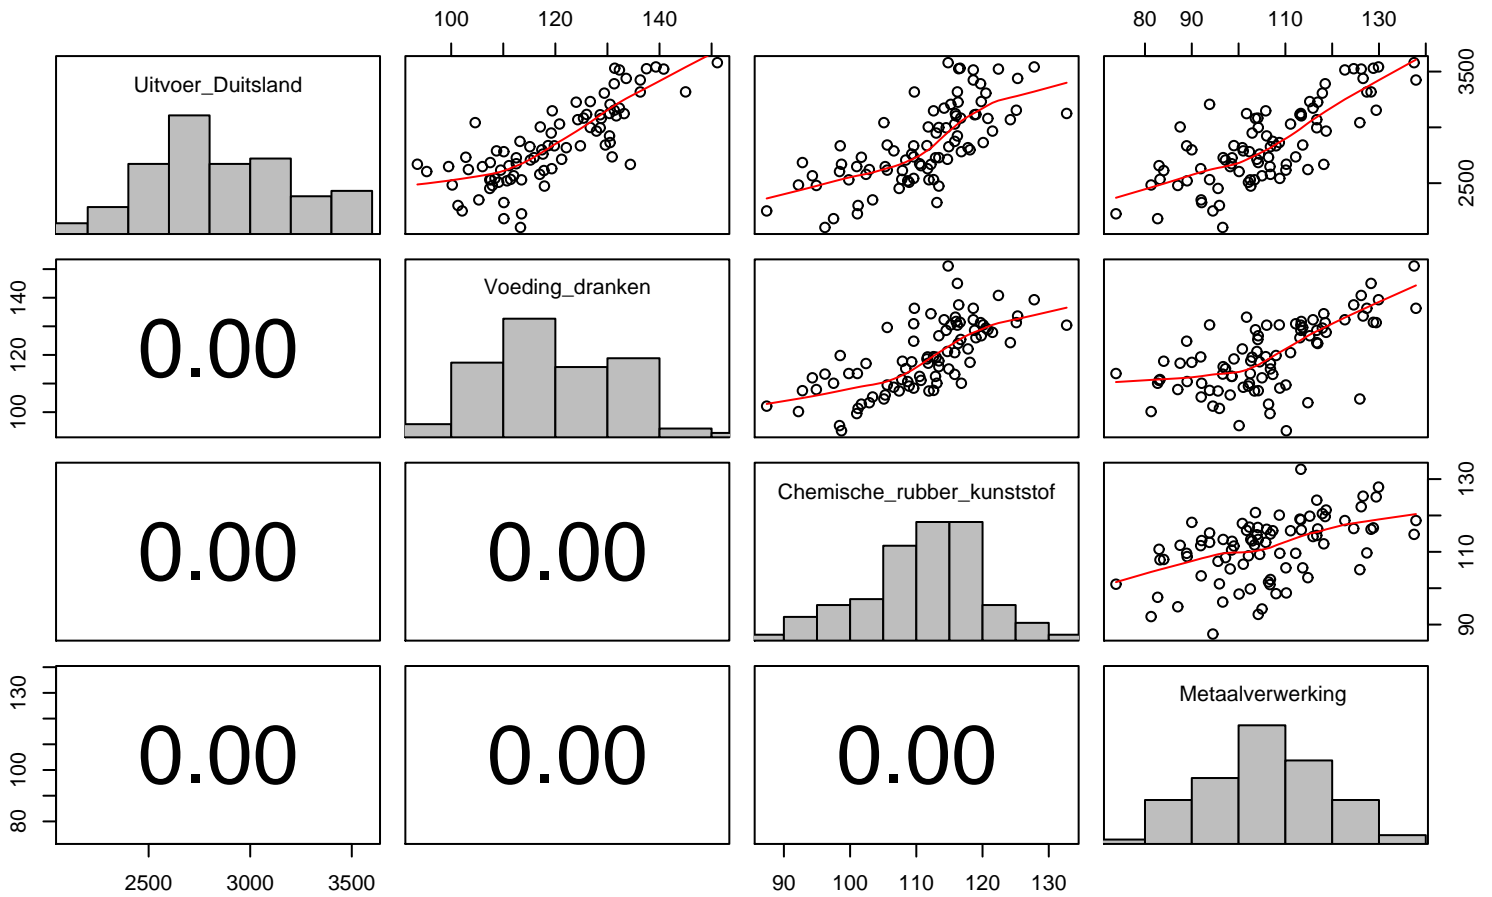 100 120 140 80 90 110 130
Uitvoer_Duitsland
2500 3500
Voeding_dranken
100 120 140
0.00
Chemische_rubber_kunststof
0.00 0.00
90 110 130
Metaalverwerking
80 100 130
0.00 0.00 0.00
2500 3000 3500 90 100 110 120 130